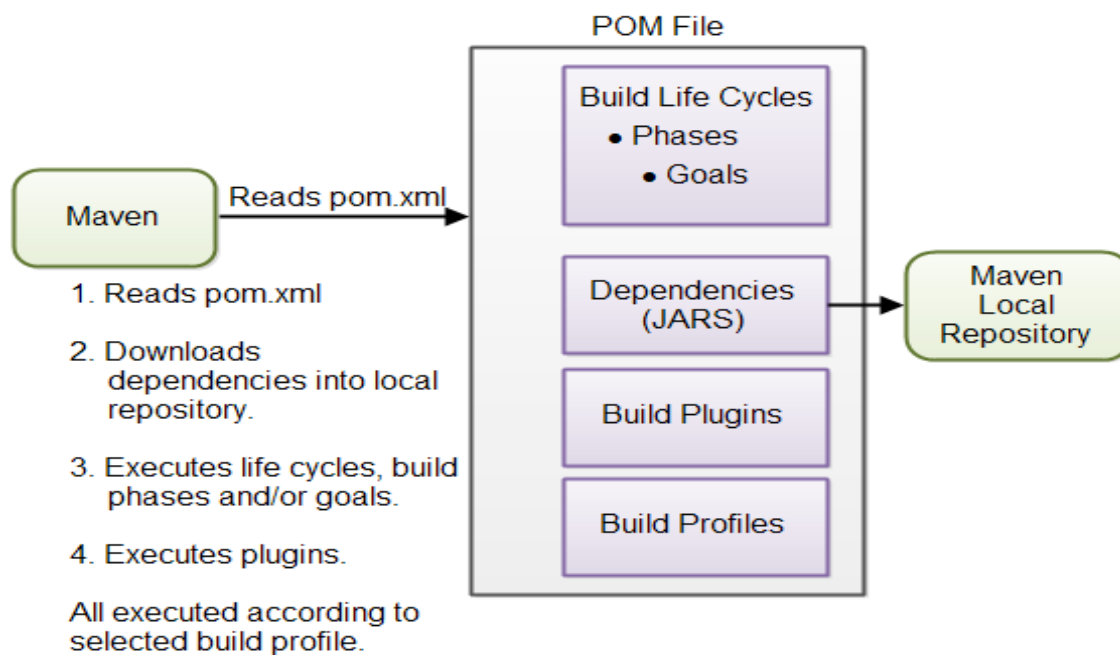 POM File
Build Life Cycles
• Phases
• Goals
Maven
Reads pom.xml
Dependencies
(JARS)
Maven
Local
Repository
Build Plugins
Build Profiles
1. Reads pom.xml
2. Downloads
dependencies into local
repository.
3. Executes life cycles, build
phases and/or goals.
4. Executes plugins.
All executed according to
selected build profile.